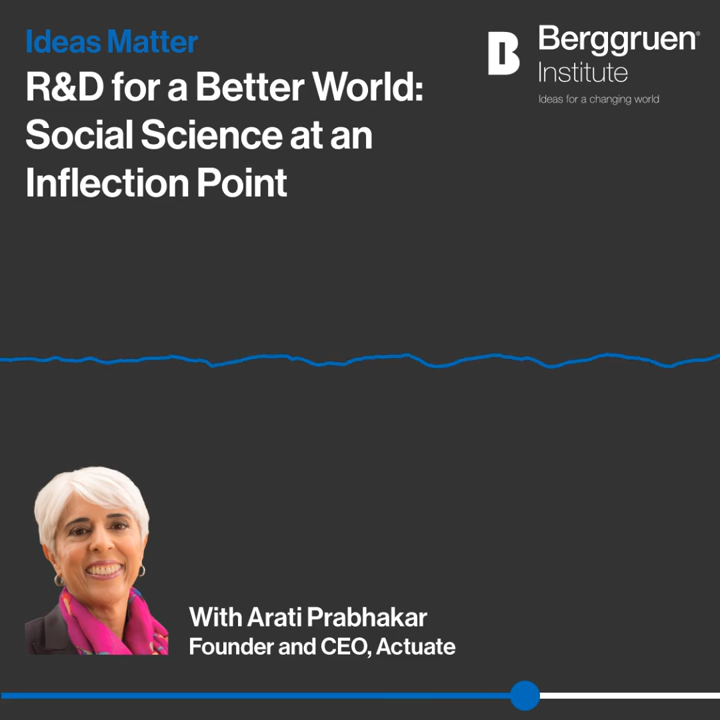 Ideas Matter
R&D for a Better World:
Social Science at an
Inflection Point
Berggruen®
Institute
Ideas for a changing world
With Arati Prabhakar
Founder and CEO, Actuate